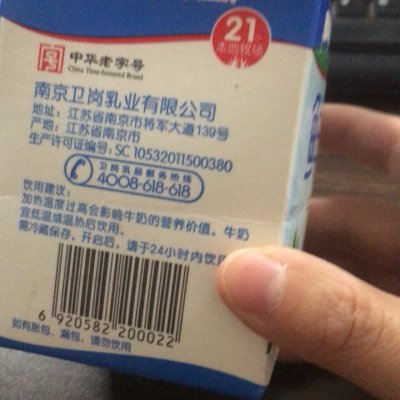 中华老字号
China Time-honored Brand
21个
本地牧场
南京卫岗乳业有限公司
地址：江苏省南京市将军大道139号
产地：江苏省南京市
生产许可证编号：SC10532011500380
卫岗乳品服务热线
4008-618-618
饮用建议：
加热温度过高会影响牛奶的营养价值。牛奶
宜低温或温热后饮用。
需冷藏保存，开启后，请于24小时内饮
6 920582 200022
如有胀包、漏包，请勿饮用